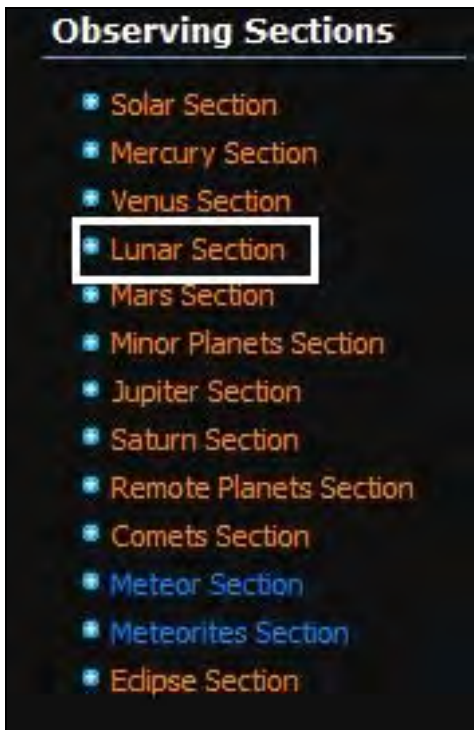 Observing Sections
Solar Section
Mercury Section
Venus Section
Lunar Section
Mars Section
Minor Planets Section
Jupiter Section
Saturn Section
Remote Planets Section
Comets Section
Meteor Section
Meteorites Section
Eclipse Section